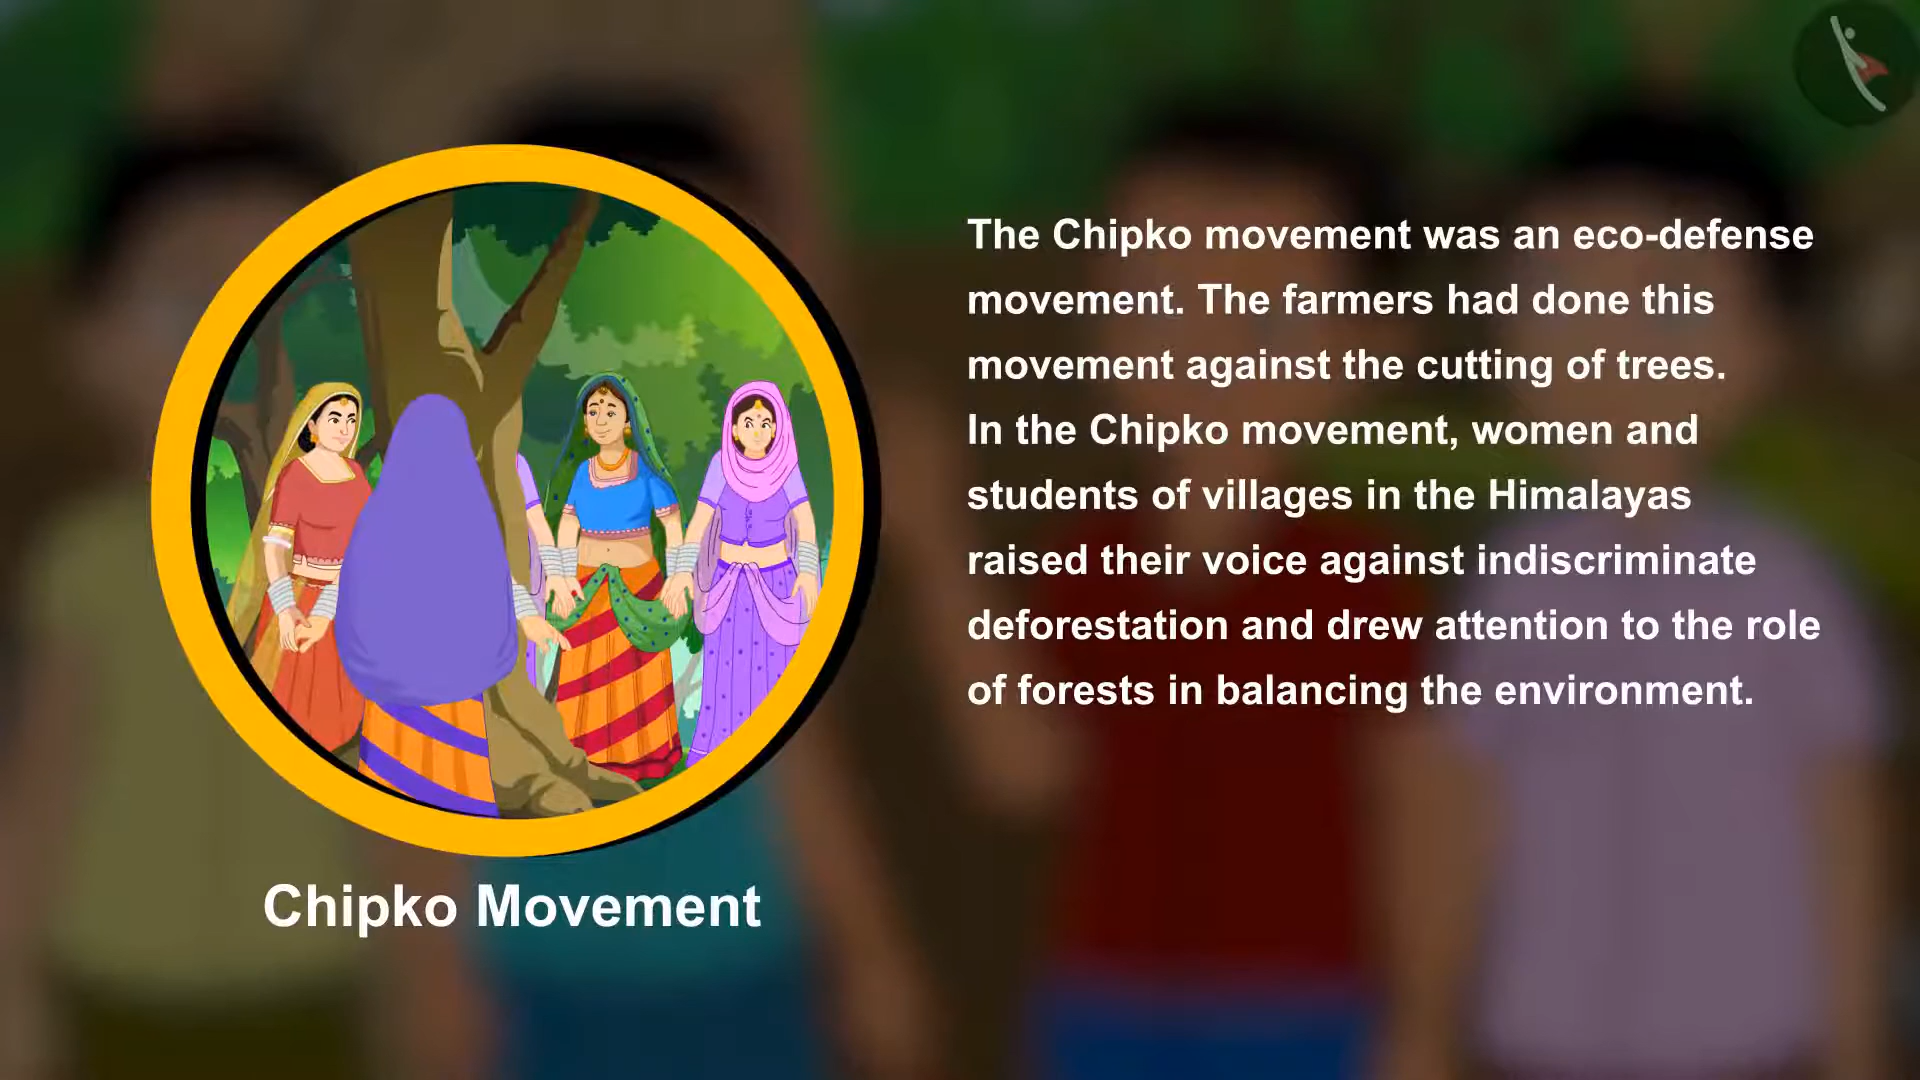 The Chipko movement was an eco-defense
movement. The farmers had done this
movement against the cutting of trees.
In the Chipko movement, women and
students of villages in the Himalayas
raised their voice against indiscriminate
deforestation and drew attention to the role
of forests in balancing the environment.
Chipko Movement